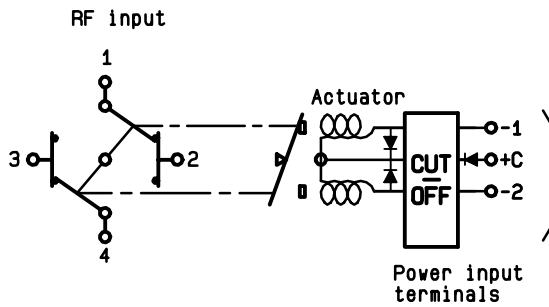 RF input
1
3
2
4
Actuator
CUT
OFF
-1
+C
-2
Power input
terminals